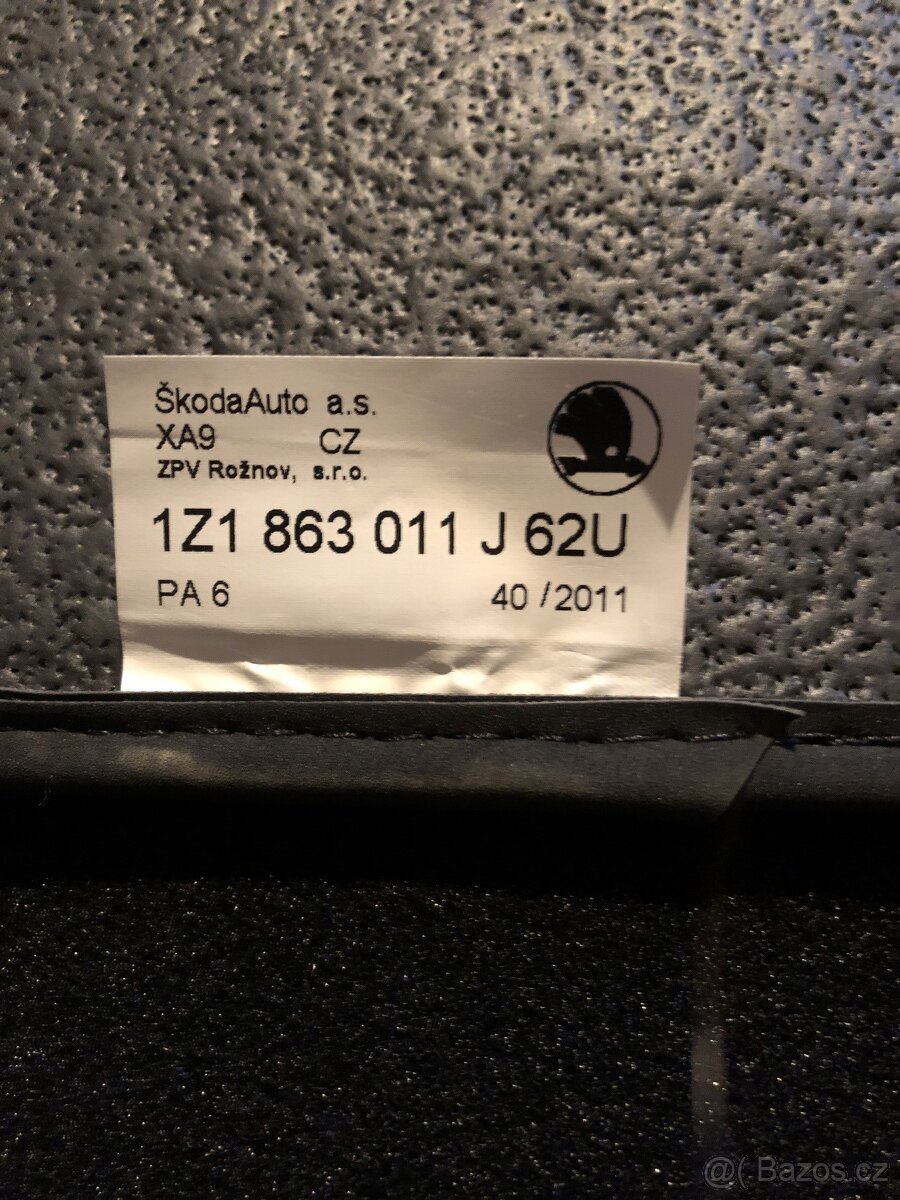 ŠkodaAuto a.s.
XA9 CZ
ZPV Rožnov, s.r.o.
1Z1 863 011 J 62U
PA 6 40 /2011
@( Bazos.cz